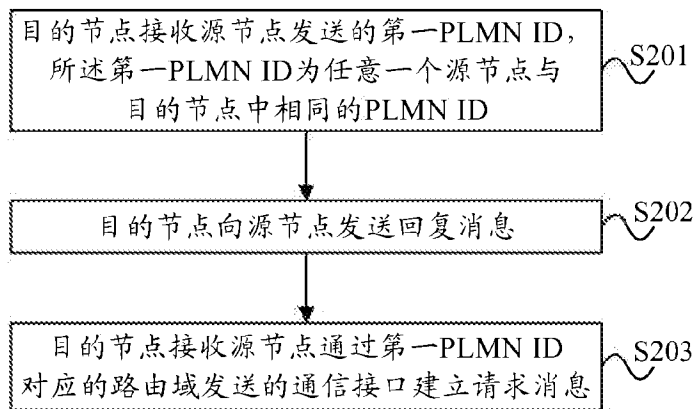 目的节点接收源节点发送的第一PLMN ID,
所述第一PLMN ID为任意一个源节点与
目的节点中相同的PLMN ID
S201
目的节点向源节点发送回复消息
S202
目的节点接收源节点通过第一PLMN ID
对应的路由域发送的通信接口建立请求消息
S203